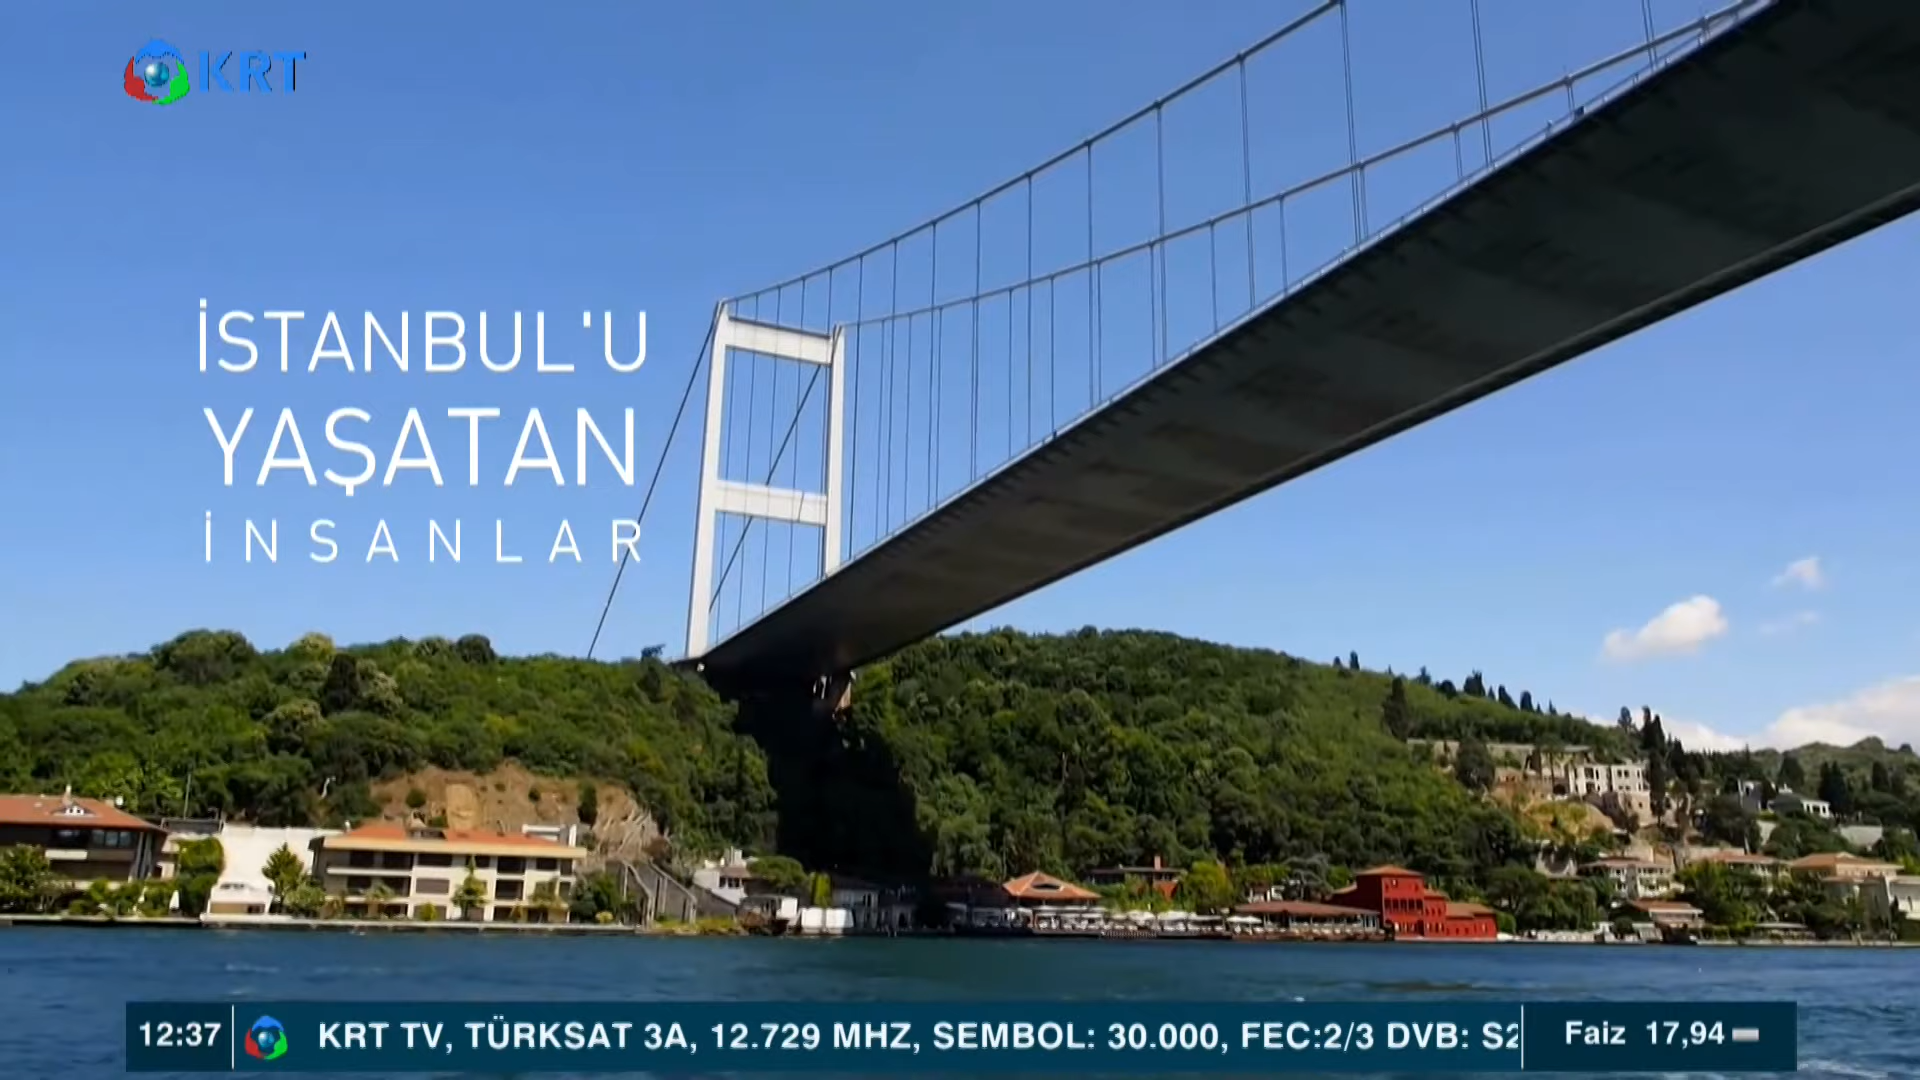 KRT
İSTANBUL'U
YAŞATAN
İNSANLAR
12:37 KRT TV, TÜRKSAT 3A, 12.729 MHZ, SEMBOL: 30.000, FEC:2/3 DVB: S2 Faiz 17,94